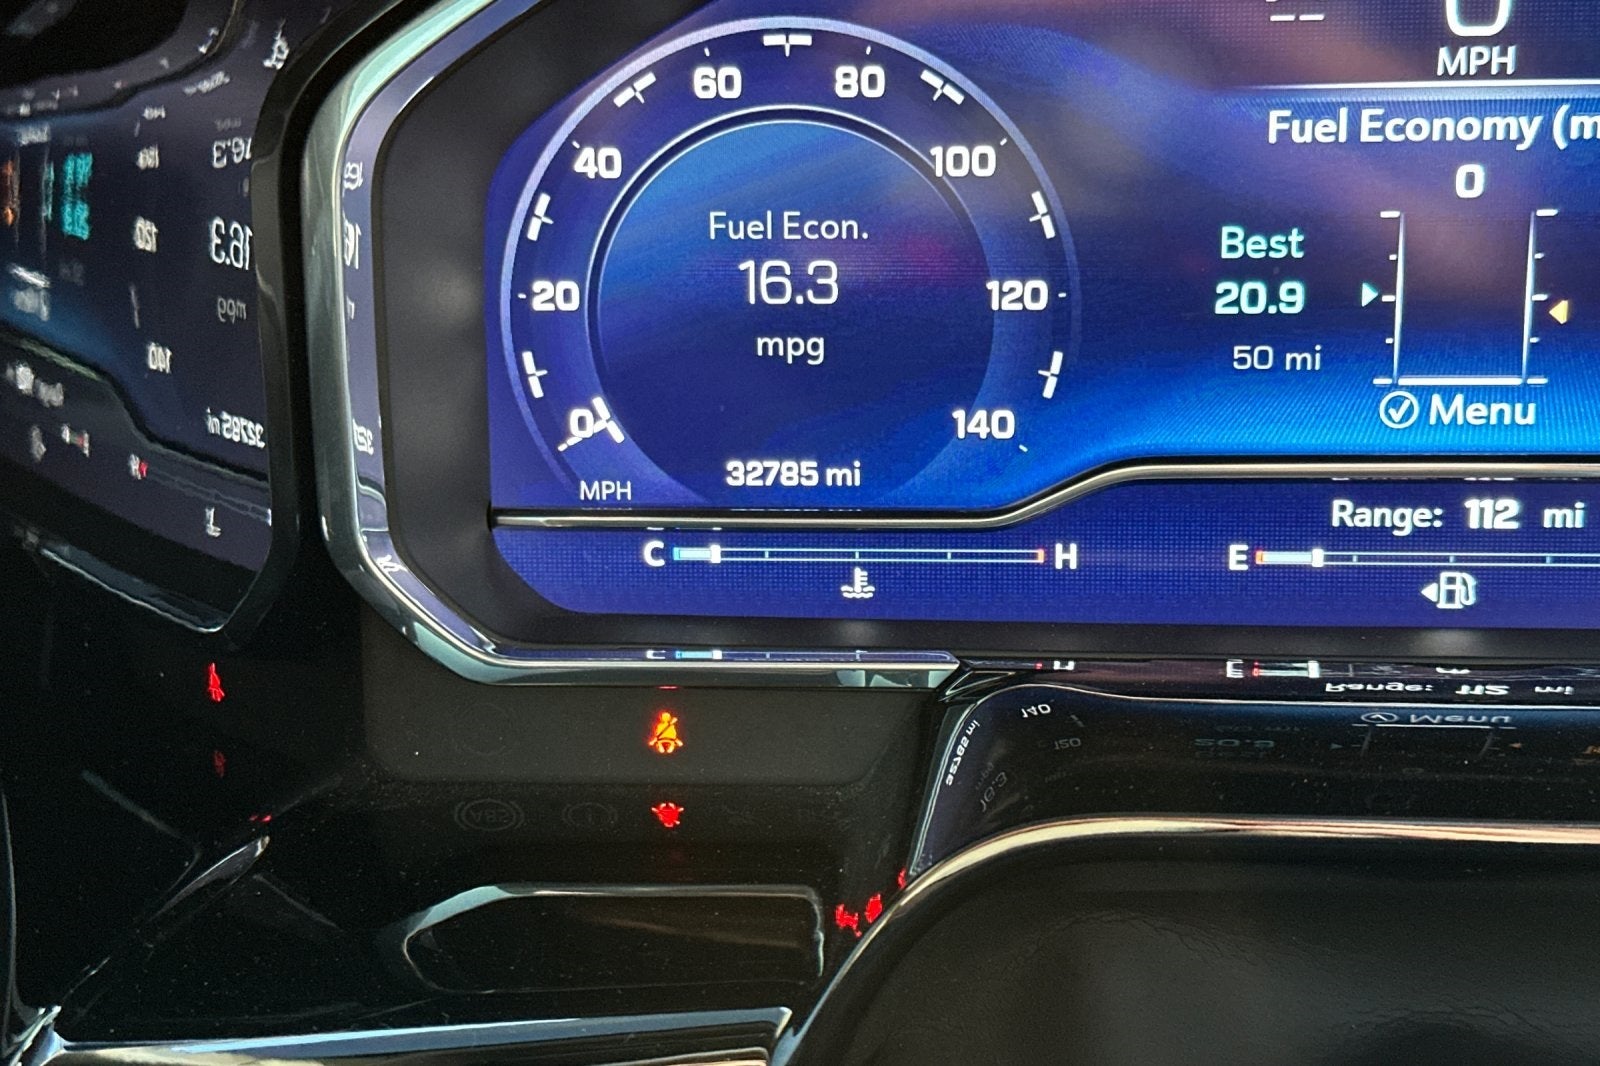 0
MPH
60 80
40 100
20 120
0 140
MPH
Fuel Econ.
16.3
mpg
32785 mi
Fuel Economy (m
0
Best
20.9
50 mi
Menu
Range: 112 mi
C H
E